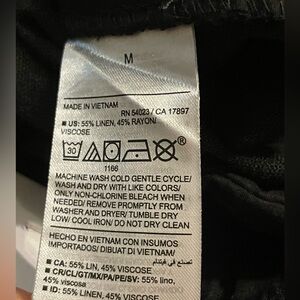 M
MADE IN VIETNAM
RN 54023 / CA 17897
■ US: 55% LINEN, 45% RAYON/
VISCOSE
30
®
1166
MACHINE WASH COLD GENTLE CYCLE/
WASH AND DRY WITH LIKE COLORS/
ONLY NON-CHLORINE BLEACH WHEN
NEEDED/ REMOVE PROMPTLY FROM
WASHER AND DRYER/ TUMBLE DRY
LOW/ COOL IRON/ DO NOT DRY CLEAN
HECHO EN VIETNAM CON INSUMOS
IMPORTADOS/ DIBUAT DI VIETNAM/
صنع في فيتنام
■ CA: 55% LIN, 45% VISCOSE
■ CR/CL/GT/MX/PA/PE/SV: 55% lino,
45% viscosa
■ ID: 55% LINEN, 45% VISCOSE